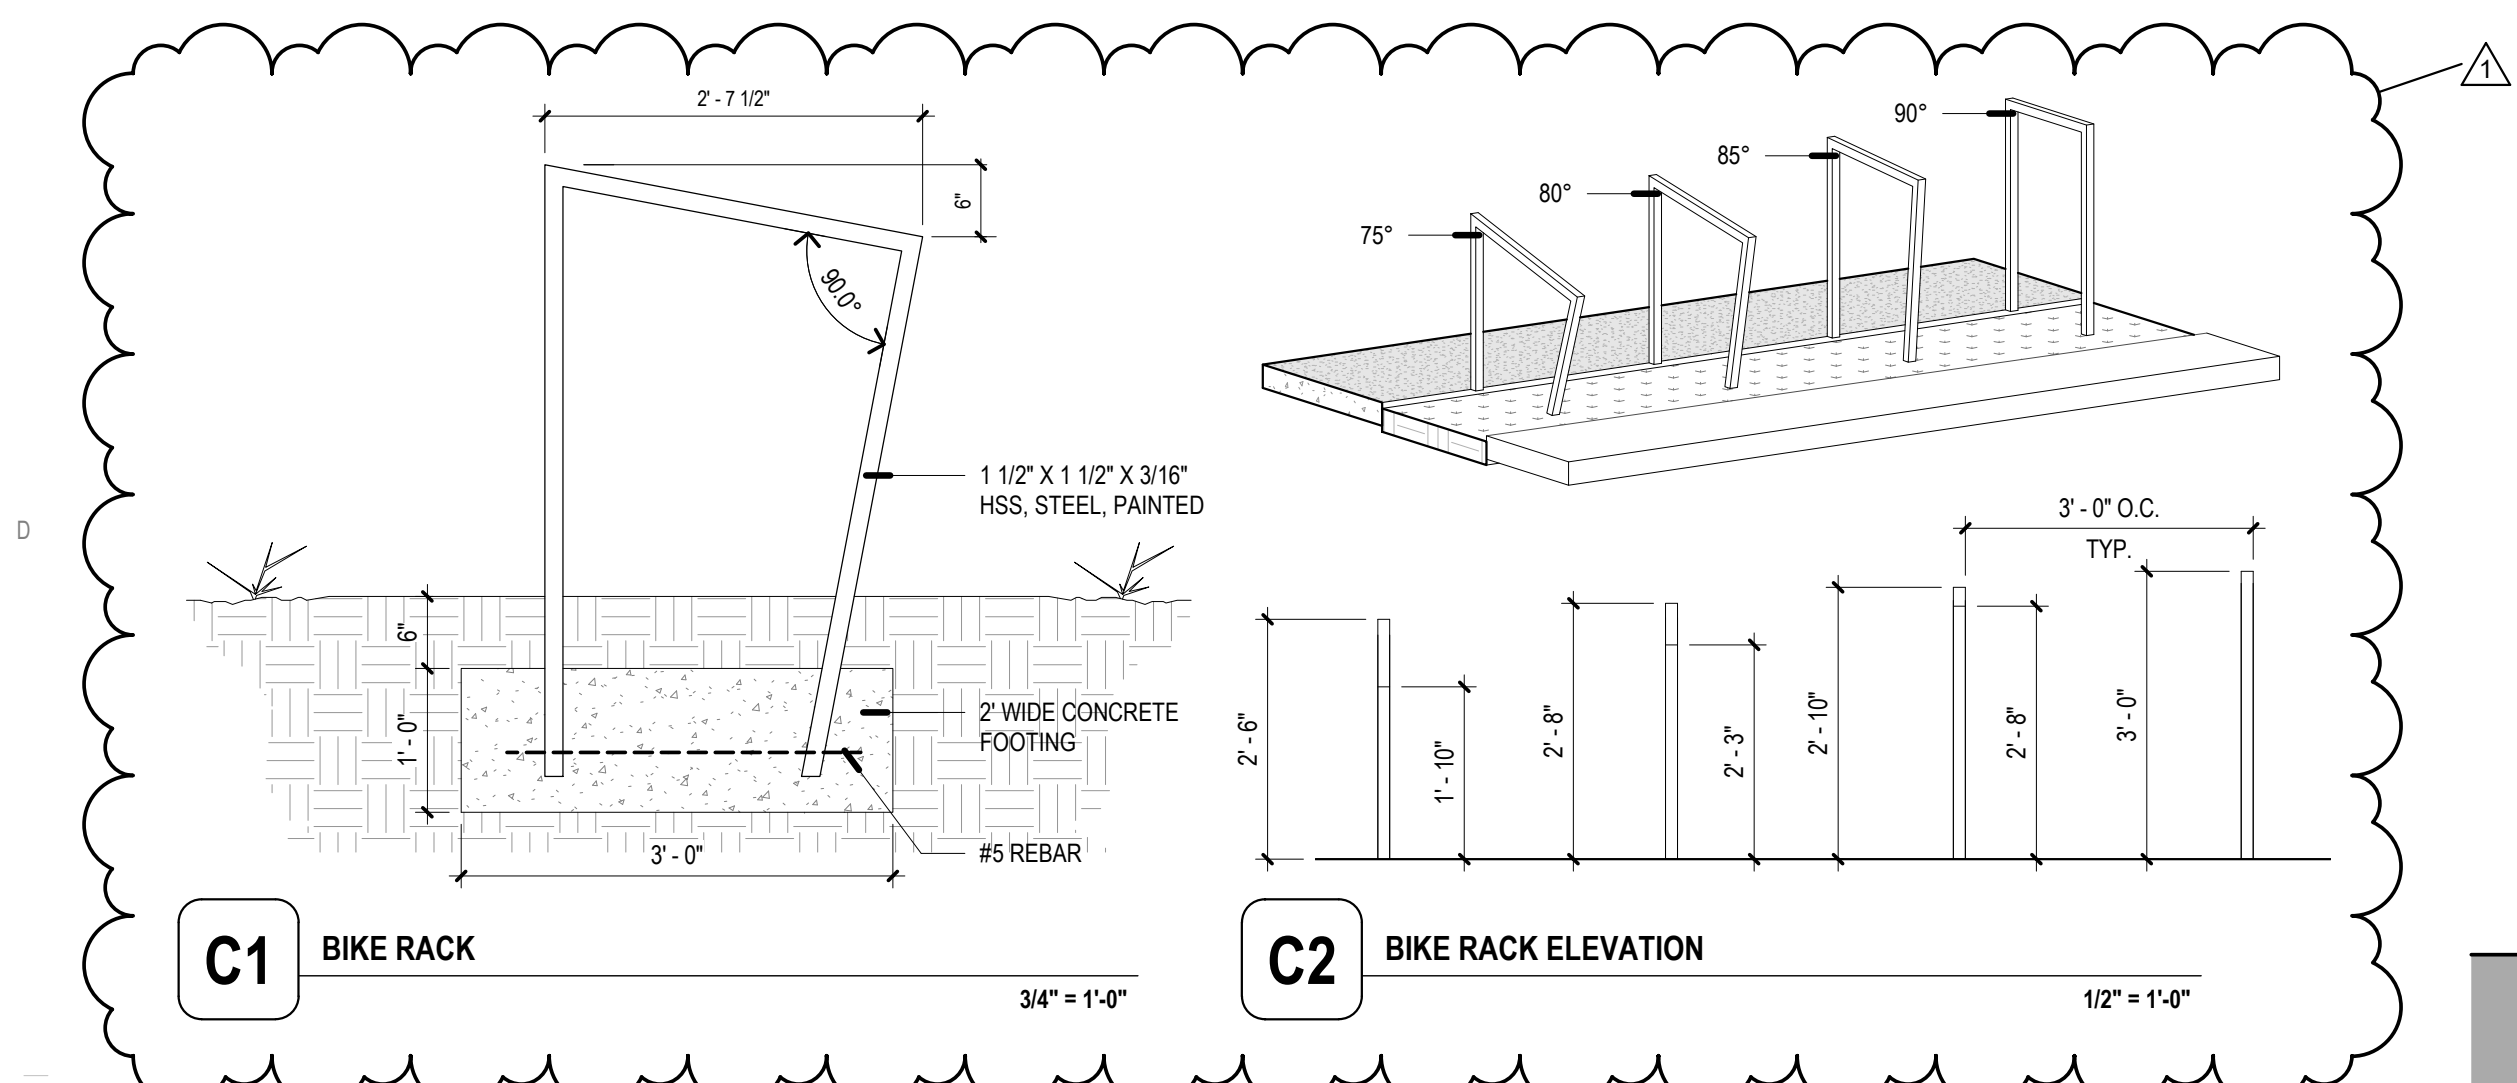 1
2' - 7 1/2"
6"
90.0°
1 1/2" X 1 1/2" X 3/16"
HSS, STEEL, PAINTED
6"
1' - 0"
2' WIDE CONCRETE
FOOTING
#5 REBAR
3' - 0"
C1
BIKE RACK
3/4" = 1'-0"
90°
85°
80°
75°
3' - 0" O.C.
TYP.
2' - 6"
1' - 10"
2' - 8"
2' - 3"
2' - 10"
2' - 8"
3' - 0"
C2
BIKE RACK ELEVATION
1/2" = 1'-0"
D